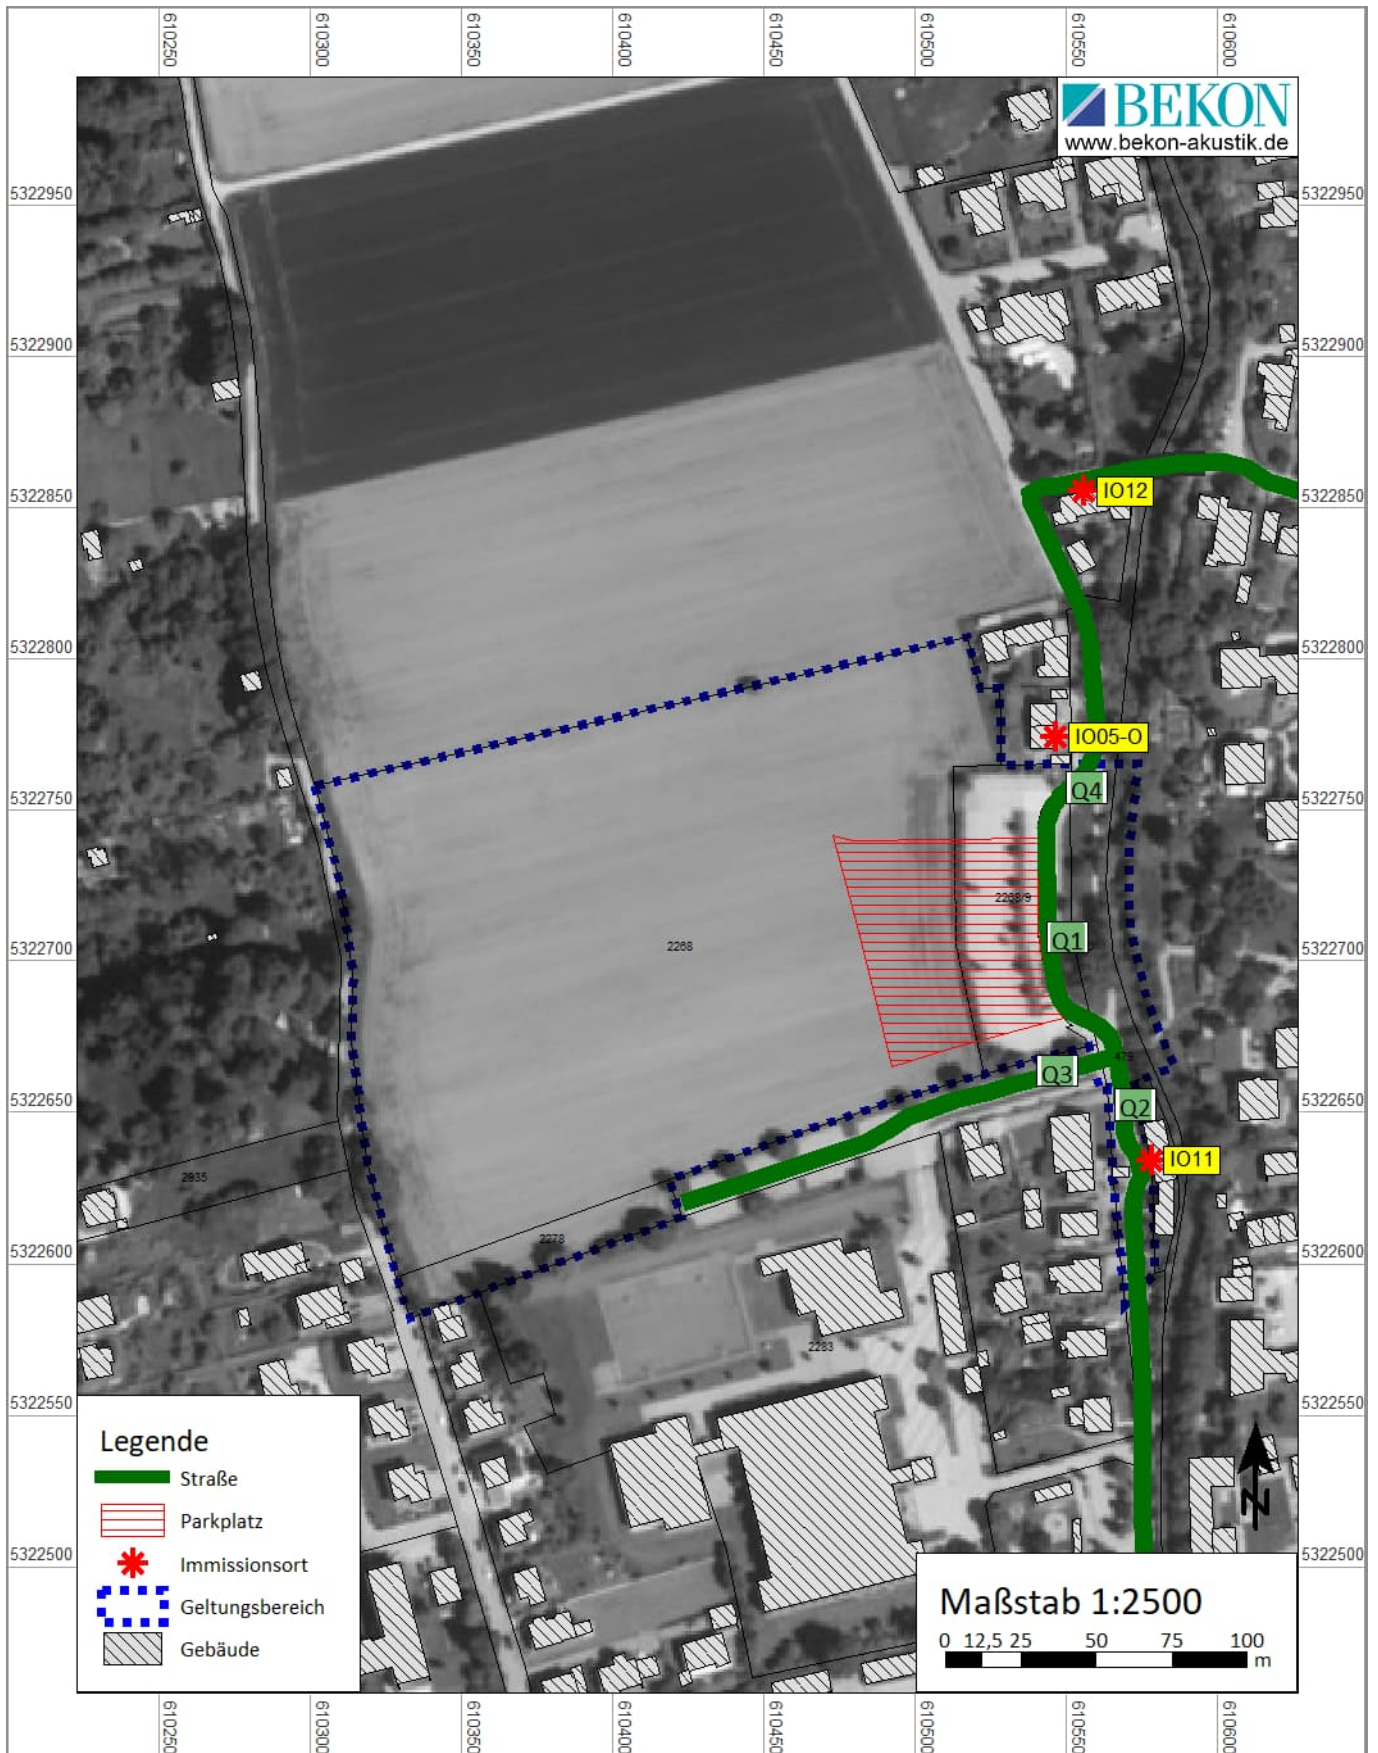 610250 610300 610350 610400 610450 610500 610550 610600
BEKON
www.bekon-akustik.de
5322950 5322950
5322900 5322900
5322850 5322850
IO12
5322800 5322800
IO05-O
Q4
5322750 5322750
2268/9
Q1
2268
5322700 5322700
475
Q3
Q2
5322650 5322650
IO11
2935
2278
5322600 5322600
2283
5322550 5322550
Legende
Straße
Parkplatz
Immissionsort
Geltungsbereich
Gebäude
N
5322500 5322500
Maßstab 1:2500
0 12,5 25 50 75 100
m
610250 610300 610350 610400 610450 610500 610550 610600